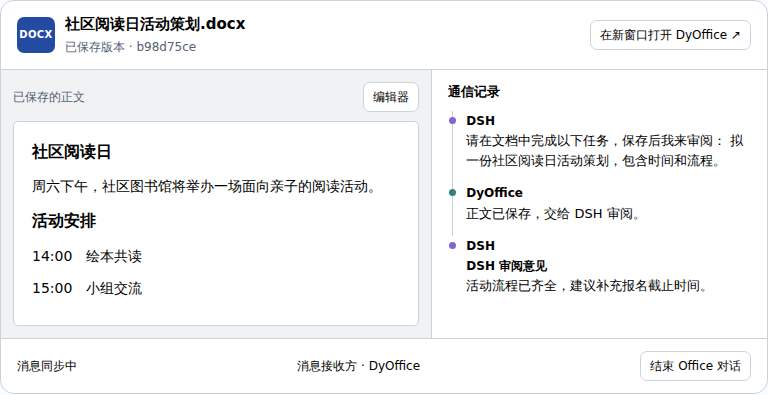 DOCX
社区阅读日活动策划.docx
已保存版本 · b98d75ce
在新窗口打开 DyOffice ↗
已保存的正文
编辑器
社区阅读日
周六下午，社区图书馆将举办一场面向亲子的阅读活动。
活动安排
14:00 绘本共读
15:00 小组交流
通信记录
DSH
请在文档中完成以下任务，保存后我来审阅： 拟
一份社区阅读日活动策划，包含时间和流程。
DyOffice
正文已保存，交给 DSH 审阅。
DSH
DSH 审阅意见
活动流程已齐全，建议补充报名截止时间。
消息同步中
消息接收方 · DyOffice
结束 Office 对话